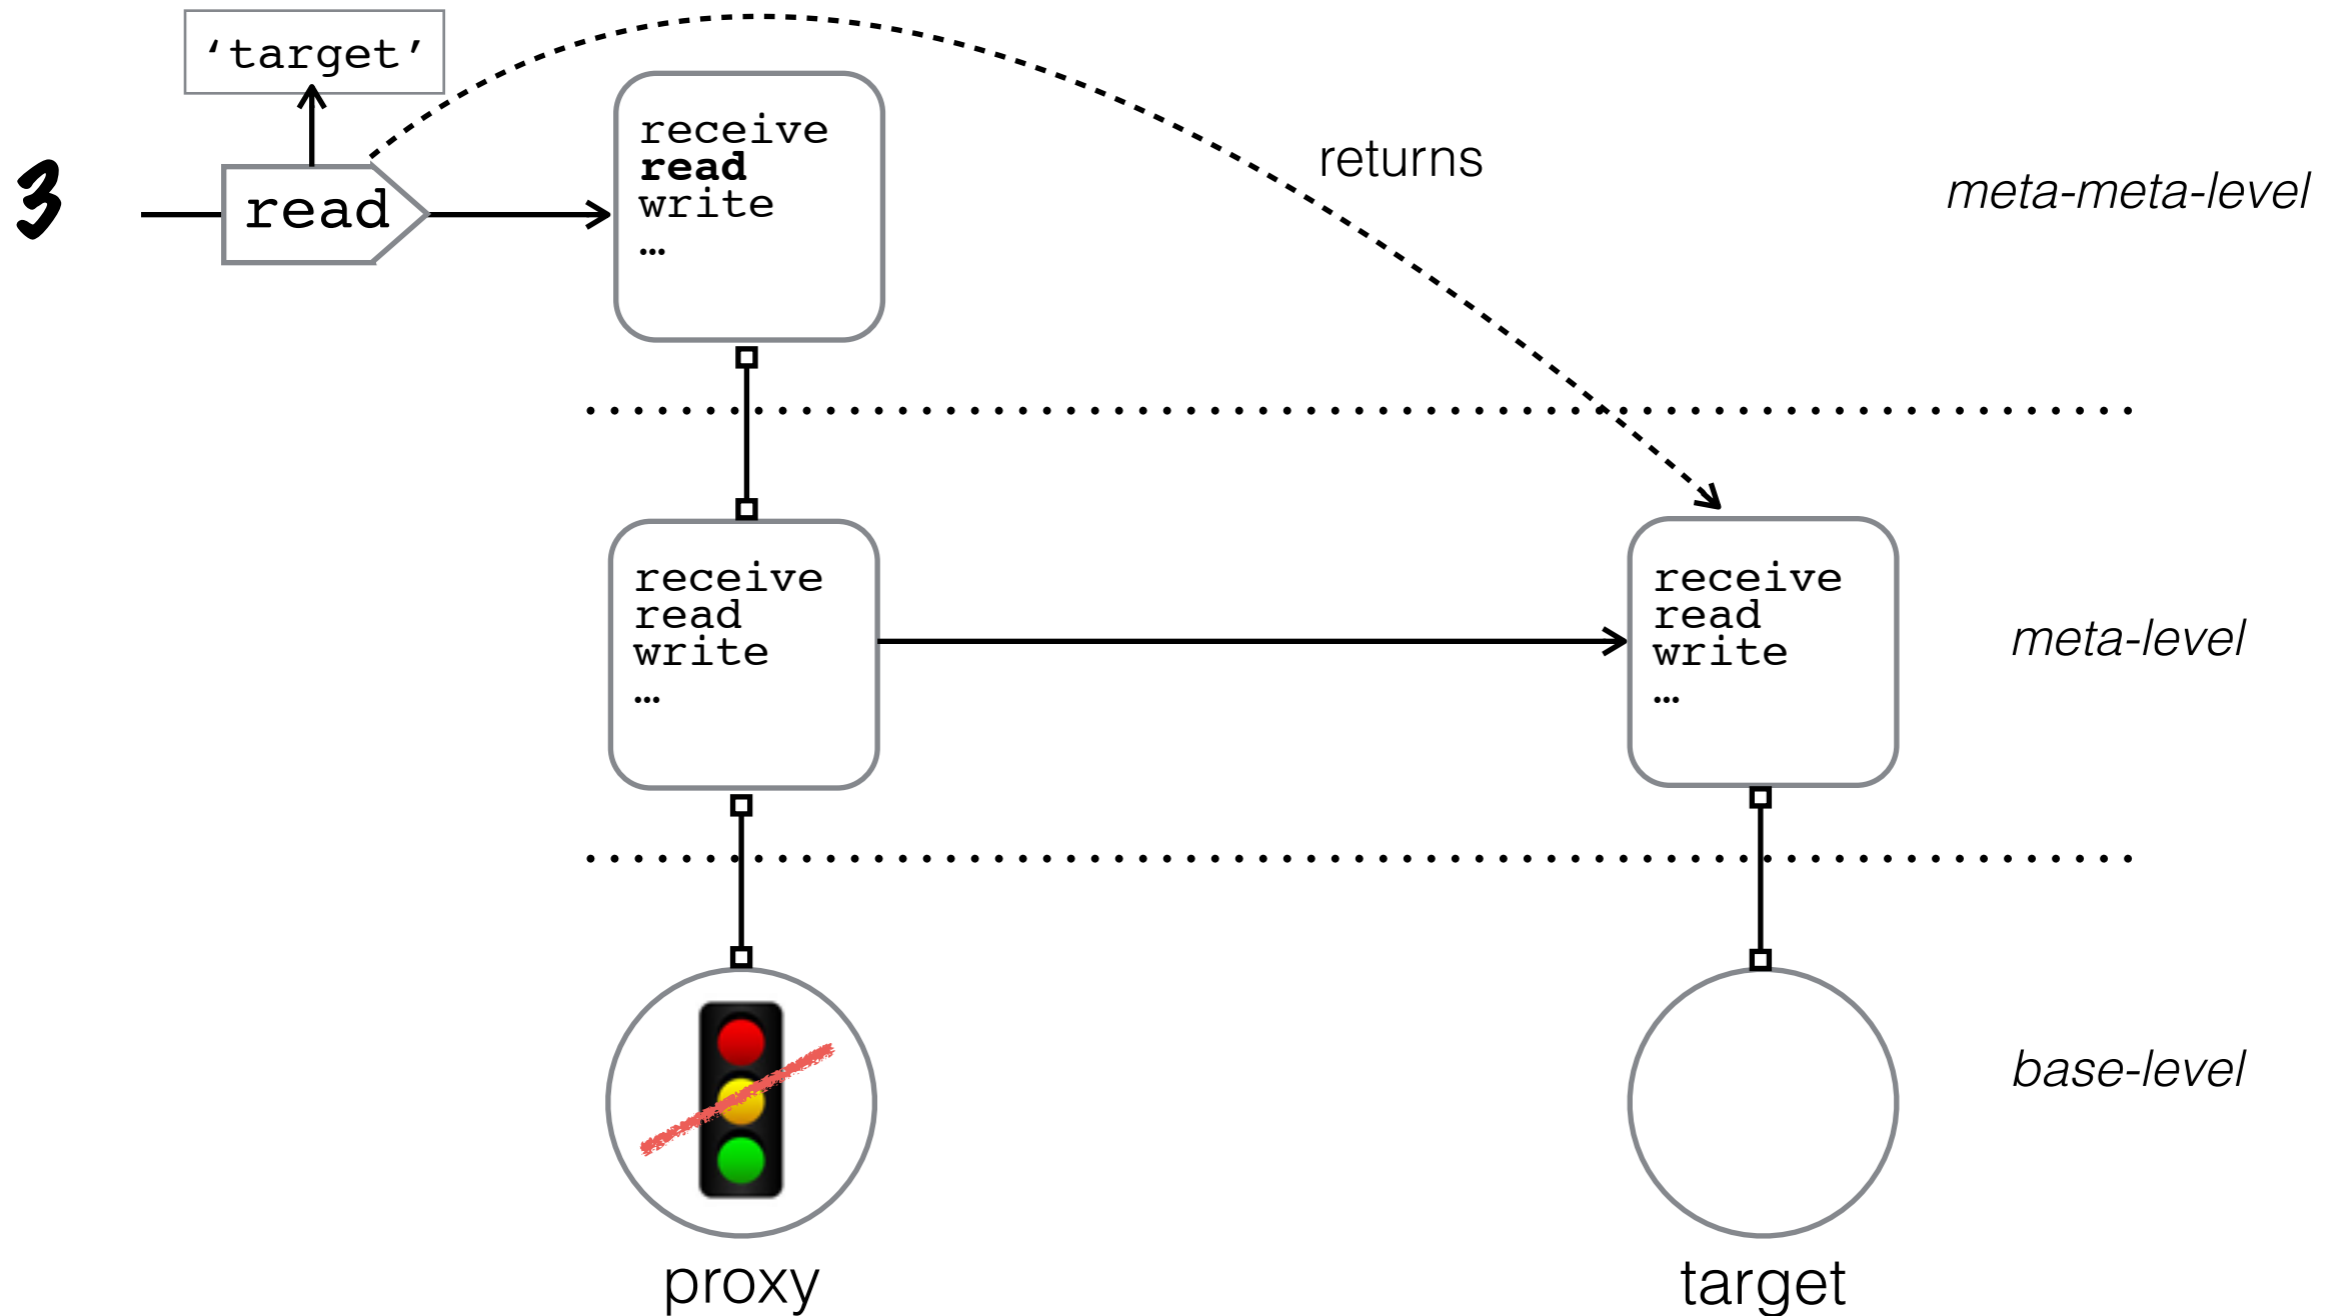 ‘target’
3
read
receive
read
write
…
returns
meta-meta-level
receive
read
write
…
receive
read
write
…
meta-level
base-level
proxy
target